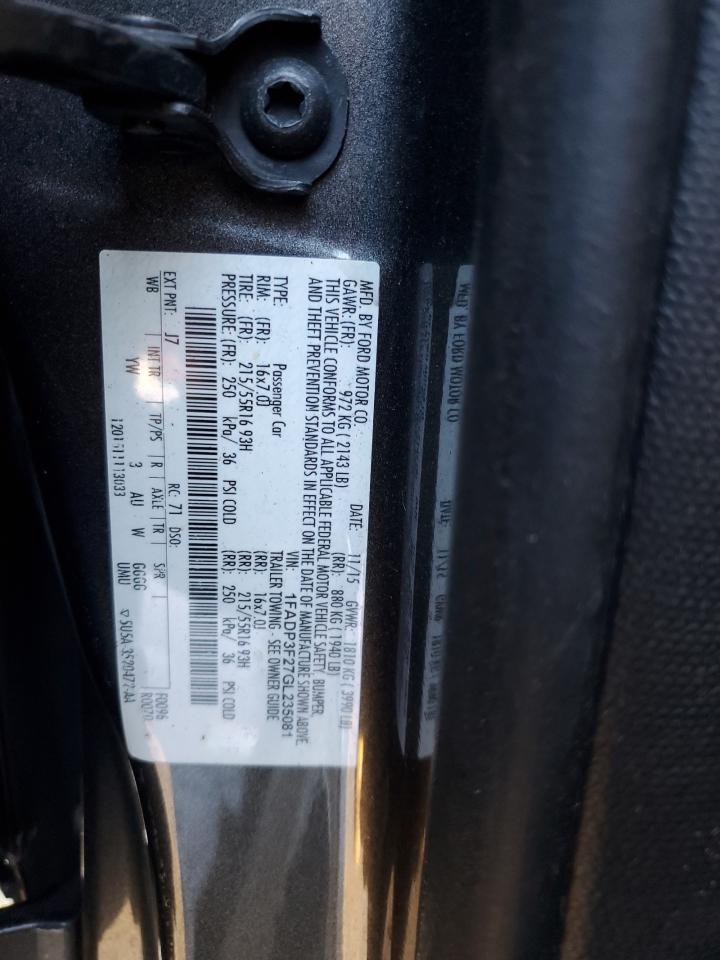 MFD. BY FORD MOTOR CO.
DATE: 11/15 GVWR: 1810 KG ( 3990 LB)
GAWR: (FR): 972 KG ( 2143 LB) (RR): 880 KG ( 1940 LB)
THIS VEHICLE CONFORMS TO ALL APPLICABLE FEDERAL MOTOR VEHICLE SAFETY, BUMPER,
AND THEFT PREVENTION STANDARDS IN EFFECT ON THE DATE OF MANUFACTURE SHOWN ABOVE.
VIN: 1FADP3F27GL235081
TYPE: Passenger Car TRAILER TOWING - SEE OWNER GUIDE
RIM: (FR): 16x7.0J (RR): 16x7.0J
TIRE: (FR): 215/55R16 93H (RR): 215/55R16 93H
PRESSURE: (FR): 250 kPa/ 36 PSI COLD (RR): 250 kPa/ 36 PSI COLD
F0096
R0070
EXT PNT: J7 RC: 71 DSO:
WB INT TR TP/PS R AXLE TR SPR
YW 3 AU W GGGG
UMU